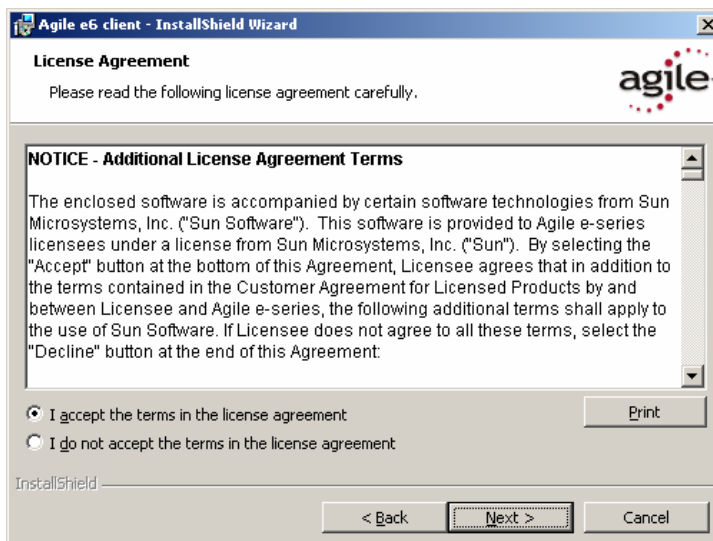 Agile e6 client - InstallShield Wizard
License Agreement
Please read the following license agreement carefully.
agile
NOTICE - Additional License Agreement Terms
The enclosed software is accompanied by certain software technologies from Sun
Microsystems, Inc. ("Sun Software"). This software is provided to Agile e-series
licensees under a license from Sun Microsystems, Inc. ("Sun"). By selecting the
"Accept" button at the bottom of this Agreement, Licensee agrees that in addition to
the terms contained in the Customer Agreement for Licensed Products by and
between Licensee and Agile e-series, the following additional terms shall apply to
the use of Sun Software. If Licensee does not agree to all these terms, select the
"Decline" button at the end of this Agreement:
I accept the terms in the license agreement
Print
I do not accept the terms in the license agreement
InstallShield
< Back
Next >
Cancel